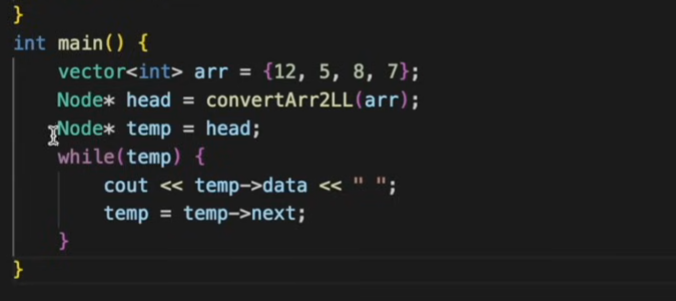 }
int main() {
    vector<int> arr = {12, 5, 8, 7};
    Node* head = convertArr2LL(arr);
    Node* temp = head;
    while(temp) {
        cout << temp->data << " ";
        temp = temp->next;
    }
}